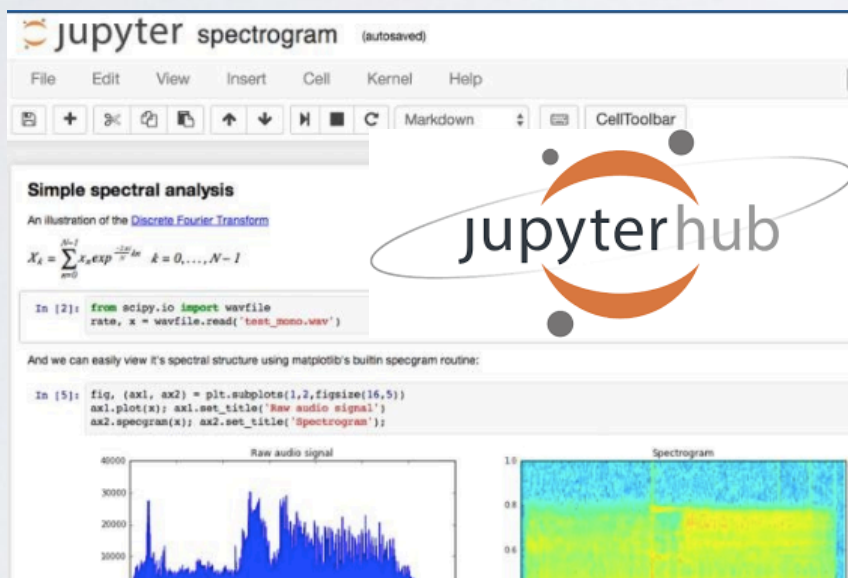 jupyter spectrogram (autosaved)
File Edit View Insert Cell Kernel Help
Markdown CellToolbar
jupyterhub
Simple spectral analysis
An illustration of the Discrete Fourier Transform
k = 0, . . . , N − 1
In [2]: from scipy.io import wavfile
rate, x = wavfile.read('test_mono.wav')
And we can easily view it's spectral structure using matplotlib's builtin specgram routine:
In [5]: fig, (ax1, ax2) = plt.subplots(1,2,figsize(16,5))
ax1.plot(x); ax1.set_title('Raw audio signal')
ax2.specgram(x); ax2.set_title('Spectrogram');
Raw audio signal Spectrogram
40000 1.0
30000
0.8
20000
0.6
10000